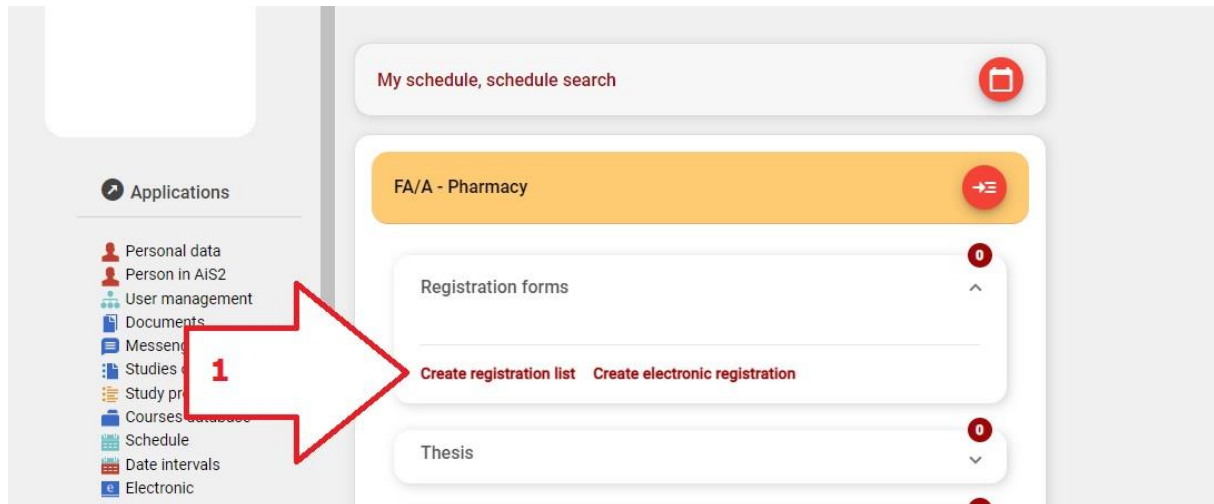 My schedule, schedule search
Applications
Personal data
Person in AiS2
User management
Documents
Studies
Schedule
Date intervals
Electronic
1
FA/A - Pharmacy
0
Registration forms
Create registration list Create electronic registration
0
Thesis